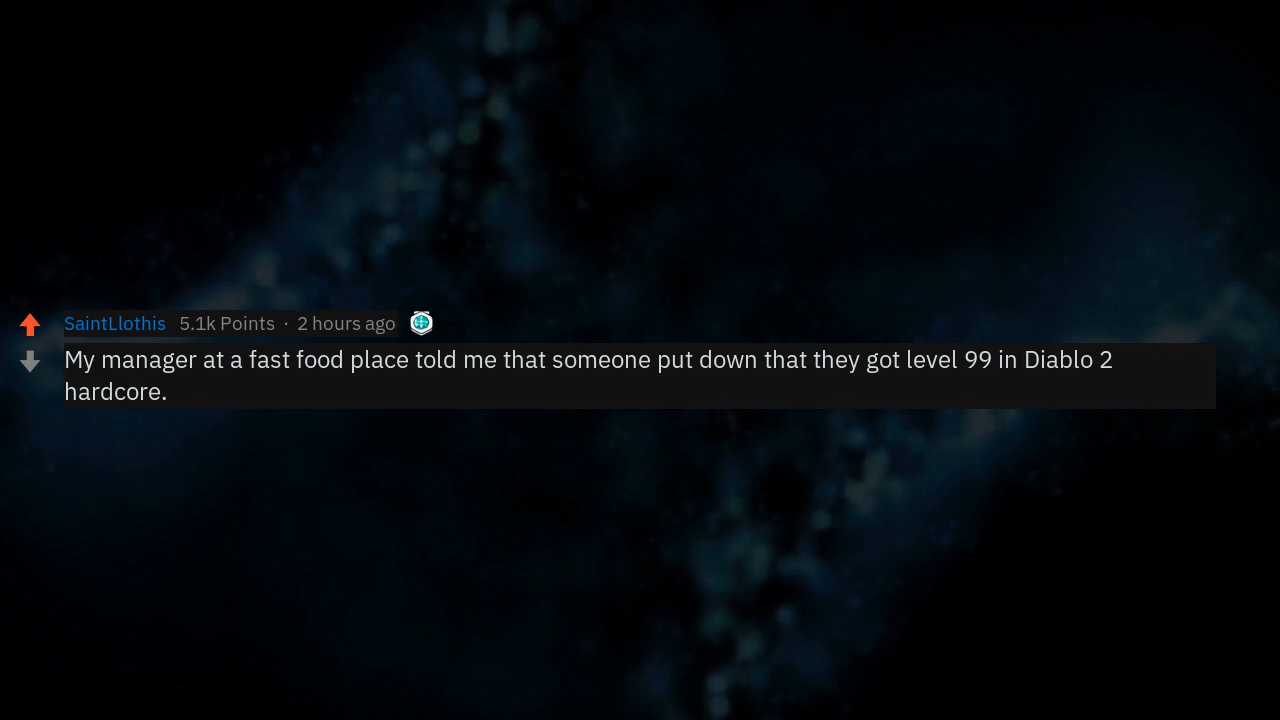 SaintLlothis 5.1k Points · 2 hours ago
My manager at a fast food place told me that someone put down that they got level 99 in Diablo 2
hardcore.